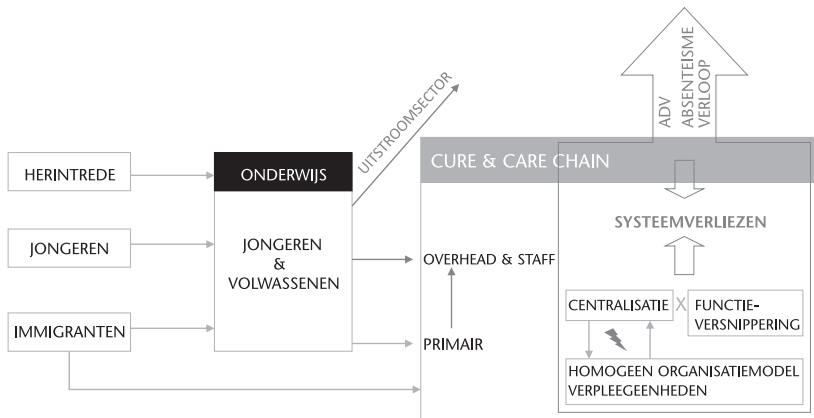 ADV
ABSENTEISME
VERLOOP
UITSTROOMSECTOR
CURE & CARE CHAIN
HERINTREDE
ONDERWIJS
SYSTEEMVERLIEZEN
JONGEREN
JONGEREN
&
VOLWASSENEN
OVERHEAD & STAFF
CENTRALISATIE
X
FUNCTIE-
VERSNIPPERING
IMMIGRANTEN
PRIMAIR
HOMOGEEN ORGANISATIEMODEL
VERPLEEGEENHEDEN